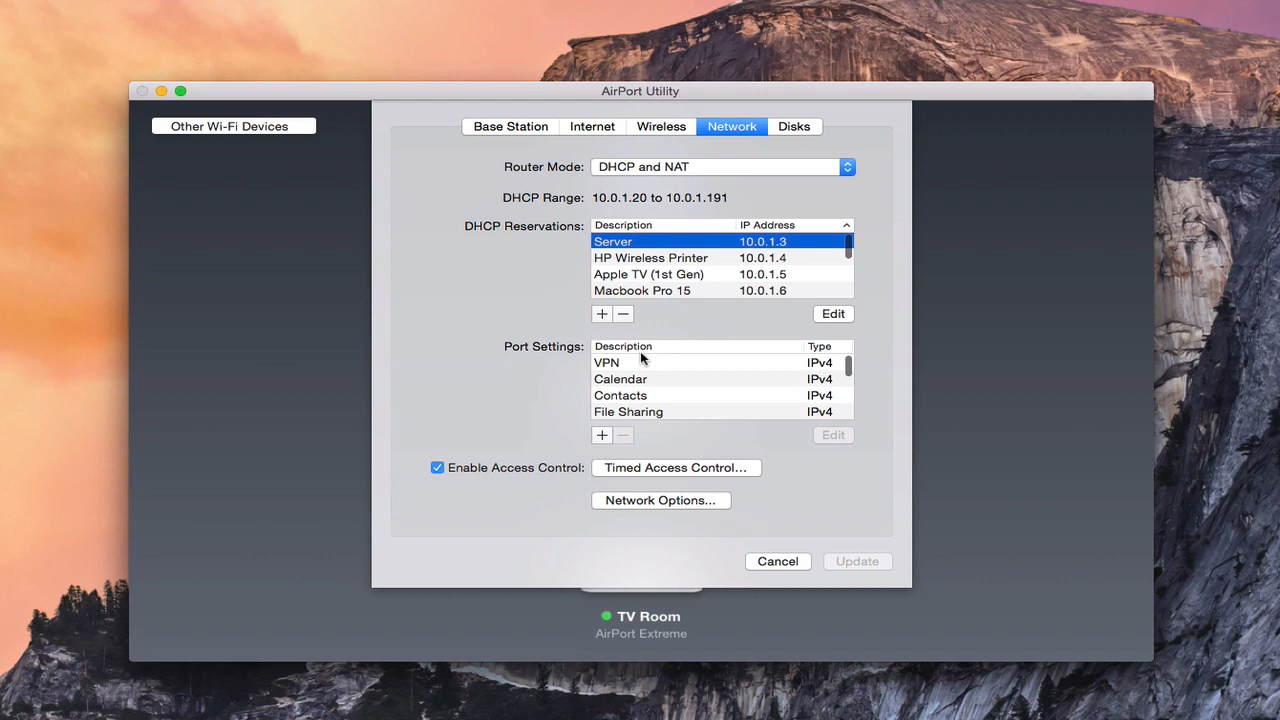 AirPort Utility
Other Wi-Fi Devices
Base Station Internet Wireless Network Disks
Router Mode: DHCP and NAT
DHCP Range: 10.0.1.20 to 10.0.1.191
DHCP Reservations: Description IP Address
Server 10.0.1.3
HP Wireless Printer 10.0.1.4
Apple TV (1st Gen) 10.0.1.5
Macbook Pro 15 10.0.1.6
+ − Edit
Port Settings: Description Type
VPN IPv4
Calendar IPv4
Contacts IPv4
File Sharing IPv4
+ − Edit
Enable Access Control: Timed Access Control...
Network Options...
Cancel Update
TV Room
AirPort Extreme